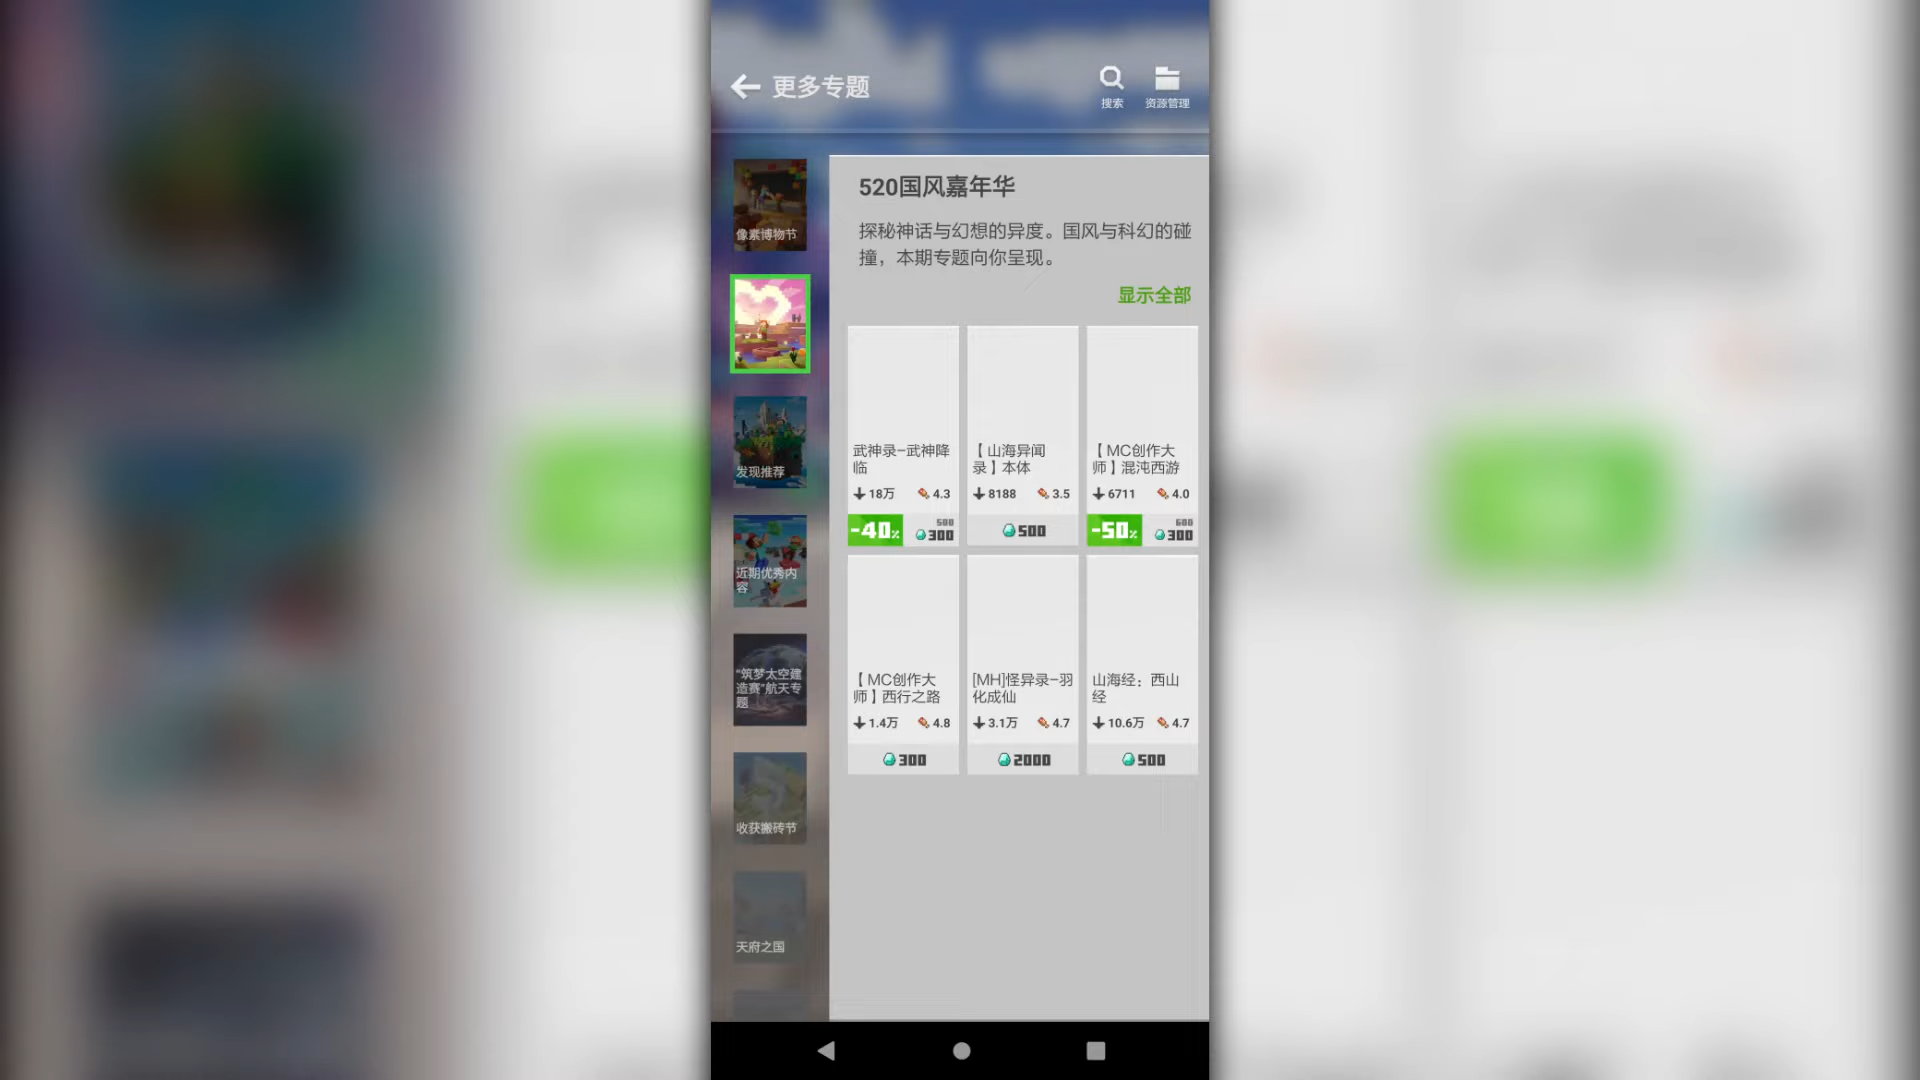 更多专题
搜索
资源管理
像素博物节
发现推荐
近期优秀内
容
“筑梦太空建
造赛”航天专
题
收获搬砖节
天府之国
520国风嘉年华
探秘神话与幻想的异度。国风与科幻的碰
撞，本期专题向你呈现。
显示全部
武神录-武神降
临
18万 4.3
-40% 500 300
【山海异闻
录】本体
8188 3.5
500
【MC创作大
师】混沌西游
6711 4.0
-50% 600 300
【MC创作大
师】西行之路
1.4万 4.8
300
[MH]怪异录-羽
化成仙
3.1万 4.7
2000
山海经：西山
经
10.6万 4.7
500